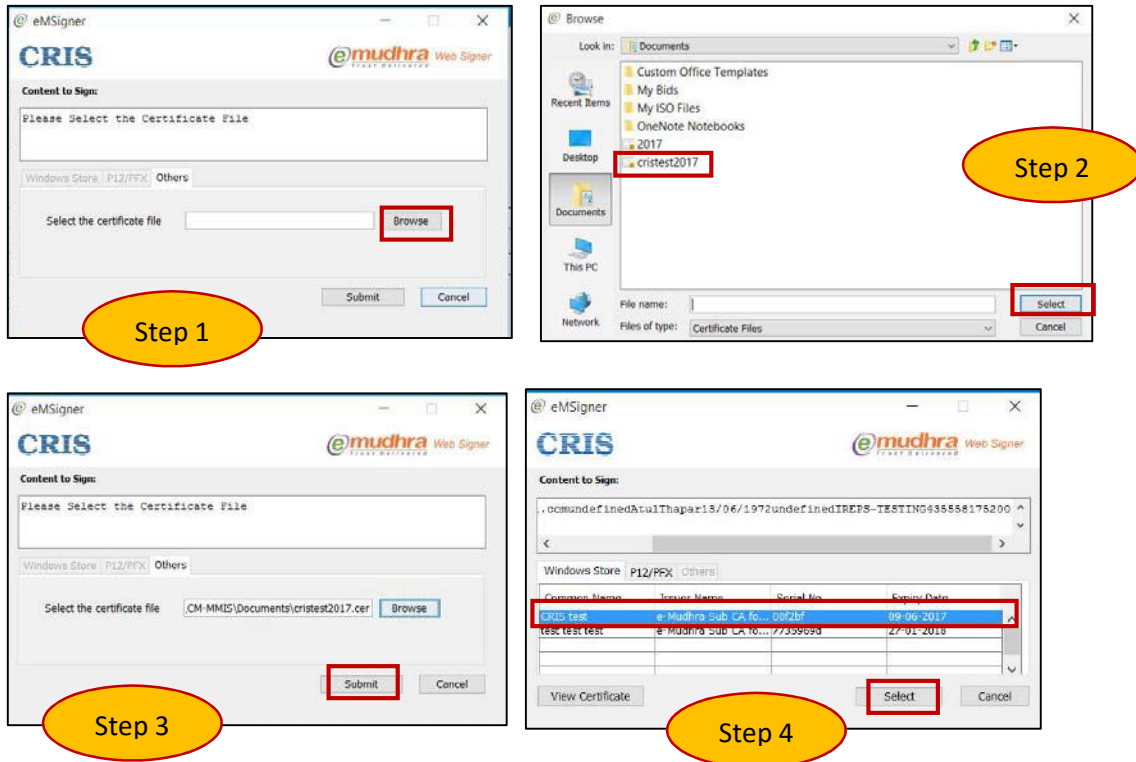 eMSigner
CRIS
emudhra Web Signer
Trust Delivered
Content to Sign:
Please Select the Certificate File
Windows Store P12/PFX Others
Select the certificate file Browse
Submit Cancel
Step 1
Browse
Look in: Documents
Recent Items
Desktop
Documents
This PC
Network
Custom Office Templates
My Bids
My ISO Files
OneNote Notebooks
2017
cristest2017
Step 2
File name: Select
Files of type: Certificate Files Cancel
eMSigner
CRIS
emudhra Web Signer
Trust Delivered
Content to Sign:
Please Select the Certificate File
Windows Store P12/PFX Others
Select the certificate file CM-MMIS\Documents\cristest2017.cer Browse
Submit Cancel
Step 3
eMSigner
CRIS
emudhra Web Signer
Trust Delivered
Content to Sign:
..comundefinedAtulThapar15/06/1972undefinedIREPS-TESTING435558175200
Windows Store P12/PFX Others
Common Name Issuer Name Serial No Expiry Date
CRIS test e-Mudhra Sub CA fo... 00f2bf 09-06-2017
test test test e-Mudhra Sub CA fo... 7735969d 27-01-2018
View Certificate Select Cancel
Step 4